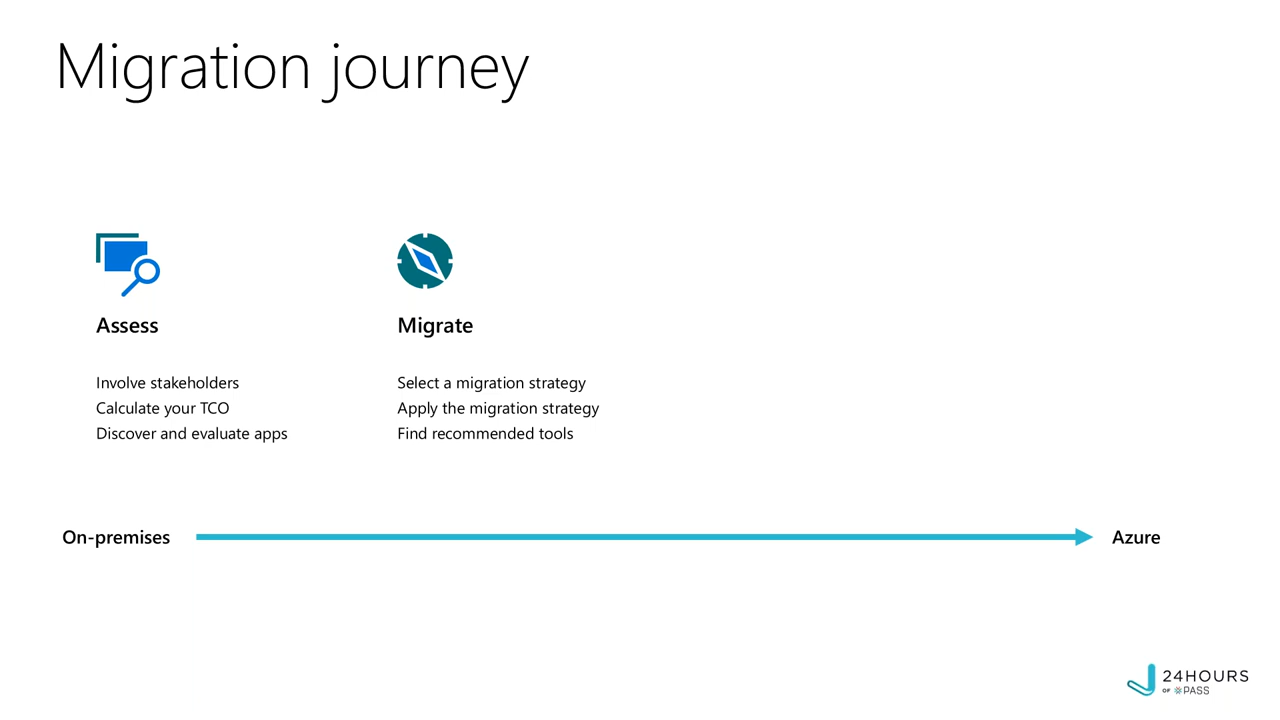 Migration journey
Assess
Involve stakeholders
Calculate your TCO
Discover and evaluate apps
Migrate
Select a migration strategy
Apply the migration strategy
Find recommended tools
On-premises
Azure
24HOURS
OF PASS